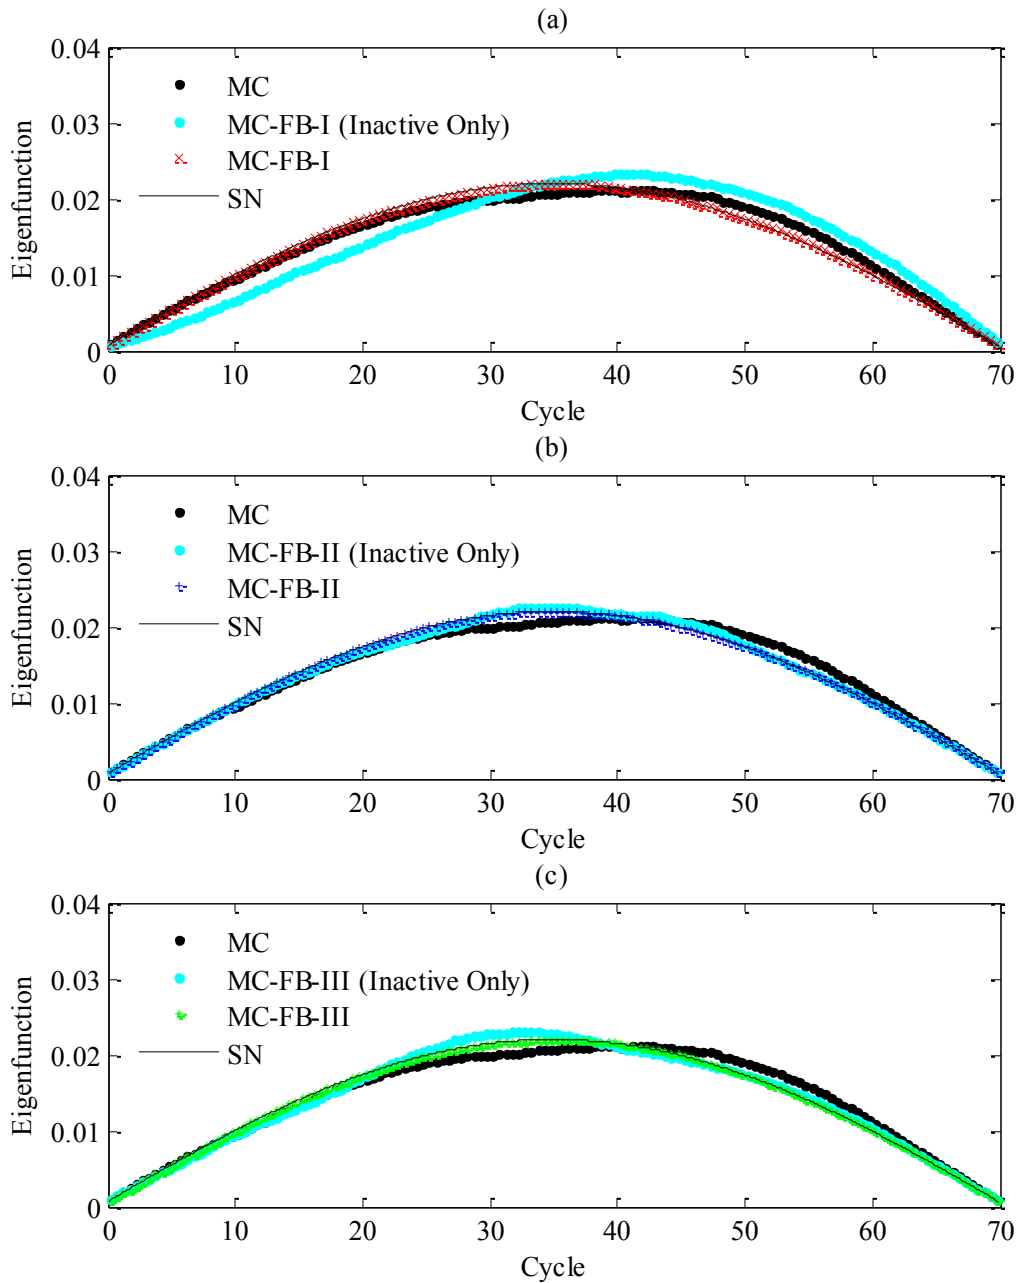 (a)
0.04
0.03
0.02
0.01
0
Eigenfunction
MC
MC-FB-I (Inactive Only)
MC-FB-I
SN
0 10 20 30 40 50 60 70
Cycle
(b)
0.04
0.03
0.02
0.01
0
Eigenfunction
MC
MC-FB-II (Inactive Only)
MC-FB-II
SN
0 10 20 30 40 50 60 70
Cycle
(c)
0.04
0.03
0.02
0.01
0
Eigenfunction
MC
MC-FB-III (Inactive Only)
MC-FB-III
SN
0 10 20 30 40 50 60 70
Cycle